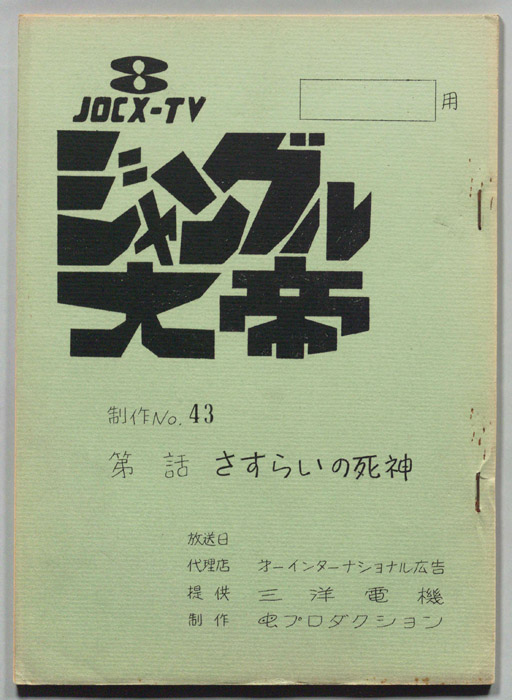 8
JOCX-TV
用
ジャングル
大帝
制作No. 43
第 話 さすらいの死神
放送日
代理店 オーインターナショナル広告
提供 三洋電機
制作 虫プロダクション